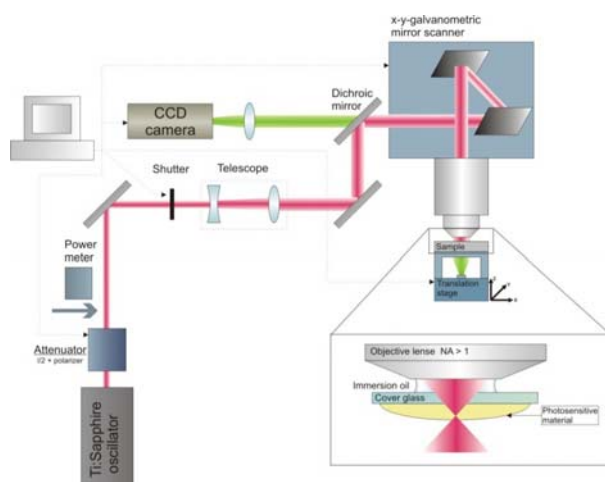 x-y-galvanometric
mirror scanner
Dichroic
mirror
CCD
camera
Shutter
Telescope
Power
meter
Sample
Translation
stage
z
Y
x
Attenuator
l/2 + polarizer
Objective lense NA > 1
Immersion oil
Cover glass
Photosensitive
material
Ti:Sapphire
oscillator